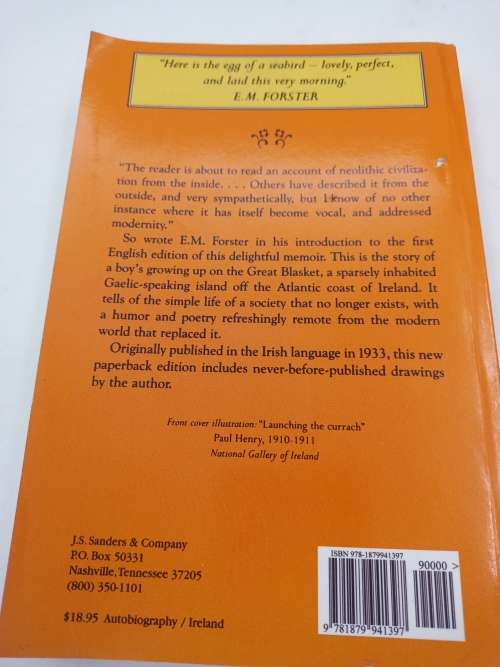 "Here is the egg of a seabird – lovely, perfect,
and laid this very morning."
E.M. FORSTER
"The reader is about to read an account of neolithic civiliza-
tion from the inside. . . . Others have described it from the
outside, and very sympathetically, but I know of no other
instance where it has itself become vocal, and addressed
modernity."
So wrote E.M. Forster in his introduction to the first
English edition of this delightful memoir. This is the story of
a boy's growing up on the Great Blasket, a sparsely inhabited
Gaelic-speaking island off the Atlantic coast of Ireland. It
tells of the simple life of a society that no longer exists, with
a humor and poetry refreshingly remote from the modern
world that replaced it.
Originally published in the Irish language in 1933, this new
paperback edition includes never-before-published drawings
by the author.
Front cover illustration: "Launching the currach"
Paul Henry, 1910-1911
National Gallery of Ireland
J.S. Sanders & Company
P.O. Box 50331
Nashville, Tennessee 37205
(800) 350-1101
$18.95 Autobiography / Ireland
ISBN 978-1879941397
90000 >
9 781879 941397